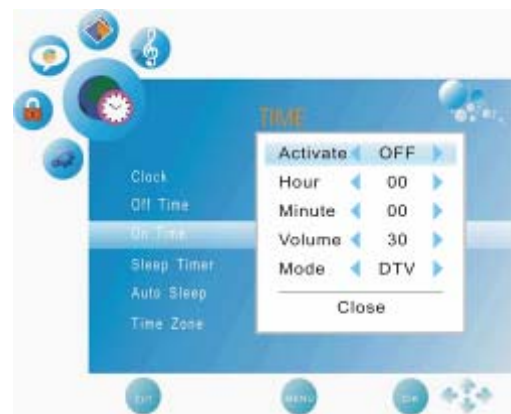 TIME
Activate OFF
Hour 00
Minute 00
Volume 30
Mode DTV
Close
Clock
Off Time
On Time
Sleep Timer
Auto Sleep
Time Zone
EXIT MENU